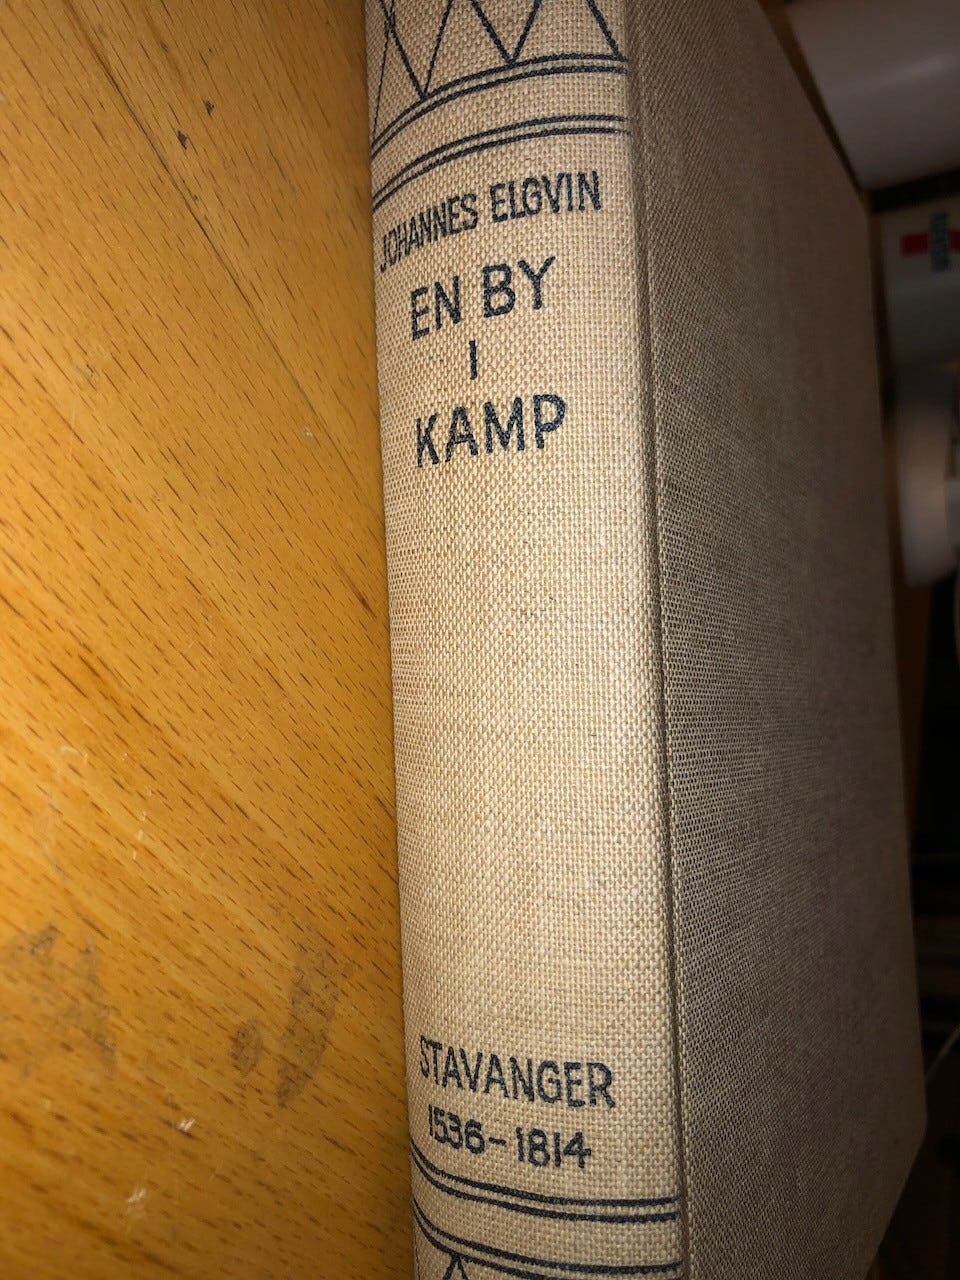 JOHANNES ELGVIN
EN BY
I
KAMP
STAVANGER
1536-1814